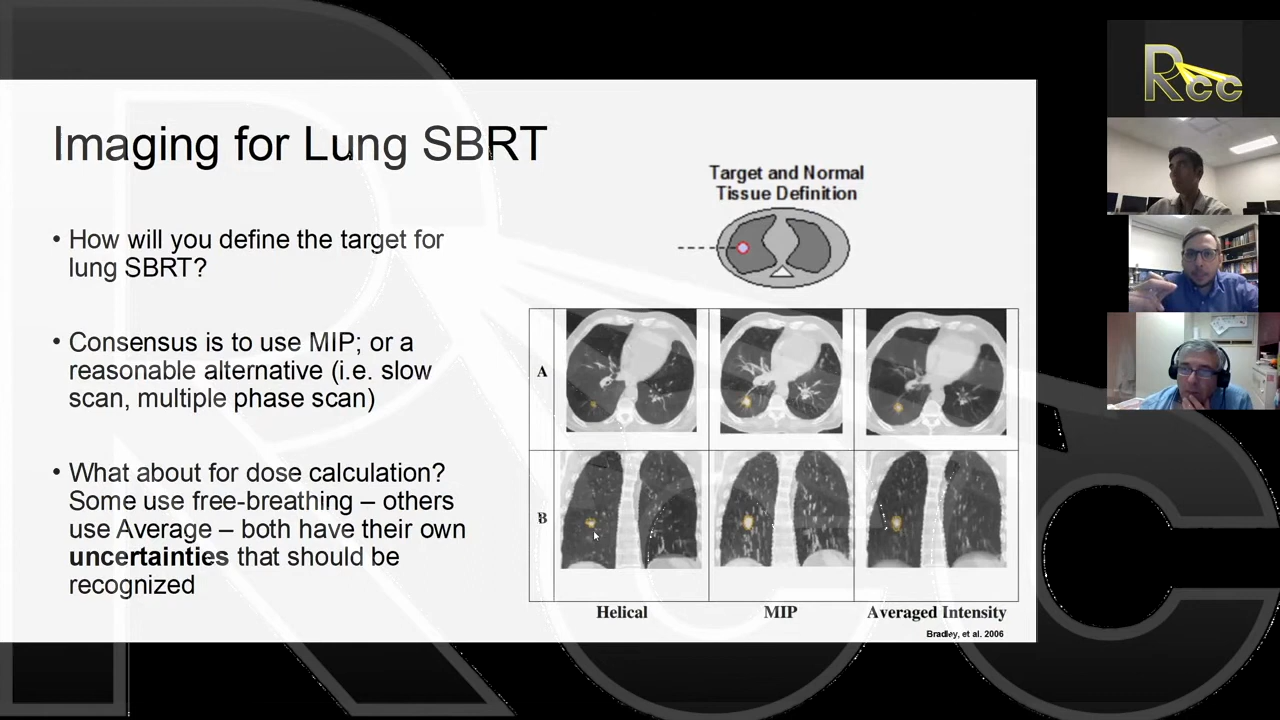 Imaging for Lung SBRT
• How will you define the target for
lung SBRT?
• Consensus is to use MIP; or a
reasonable alternative (i.e. slow
scan, multiple phase scan)
• What about for dose calculation?
Some use free-breathing – others
use Average – both have their own
uncertainties that should be
recognized
Target and Normal
Tissue Definition
A
B
Helical
MIP
Averaged Intensity
Bradley, et al. 2006
Rcc